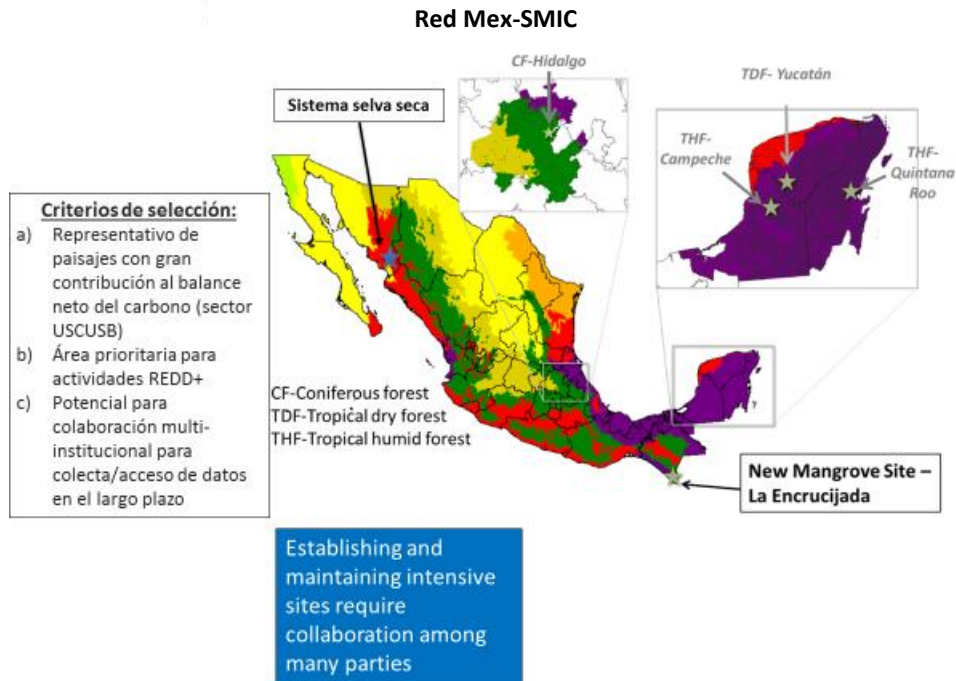 Red Mex-SMIC
CF-Hidalgo
TDF- Yucatán
Sistema selva seca
THF-
Campeche
THF-
Quintana
Roo
Criterios de selección:
a) Representativo de
paisajes con gran
contribución al balance
neto del carbono (sector
USCUSB)
b) Área prioritaria para
actividades REDD+
c) Potencial para
colaboración multi-
institucional para
colecta/acceso de datos
en el largo plazo
CF-Coniferous forest
TDF-Tropical dry forest
THF-Tropical humid forest
New Mangrove Site –
La Encrucijada
Establishing and
maintaining intensive
sites require
collaboration among
many parties